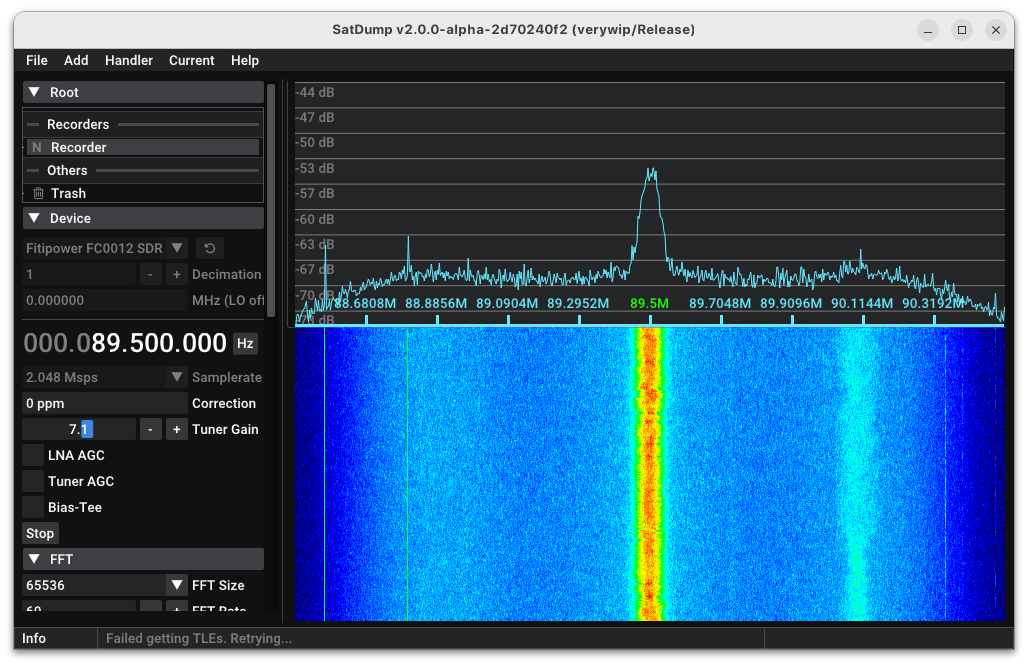 SatDump v2.0.0-alpha-2d70240f2 (verywip/Release)
File Add Handler Current Help
Root
Recorders
N Recorder
Others
Trash
Device
Fitipower FC0012 SDR
1 - + Decimation
0.000000 MHz (LO off
000.089.500.000 Hz
2.048 Msps Samplerate
0 ppm Correction
7.1 - + Tuner Gain
LNA AGC
Tuner AGC
Bias-Tee
Stop
FFT
65536 FFT Size
60 - + FFT Rate
-44 dB
-47 dB
-50 dB
-53 dB
-57 dB
-60 dB
-63 dB
-67 dB
-70 dB
-73 dB
88.6808M 88.8856M 89.0904M 89.2952M 89.5M 89.7048M 89.9096M 90.1144M 90.3192M
Info Failed getting TLEs. Retrying...